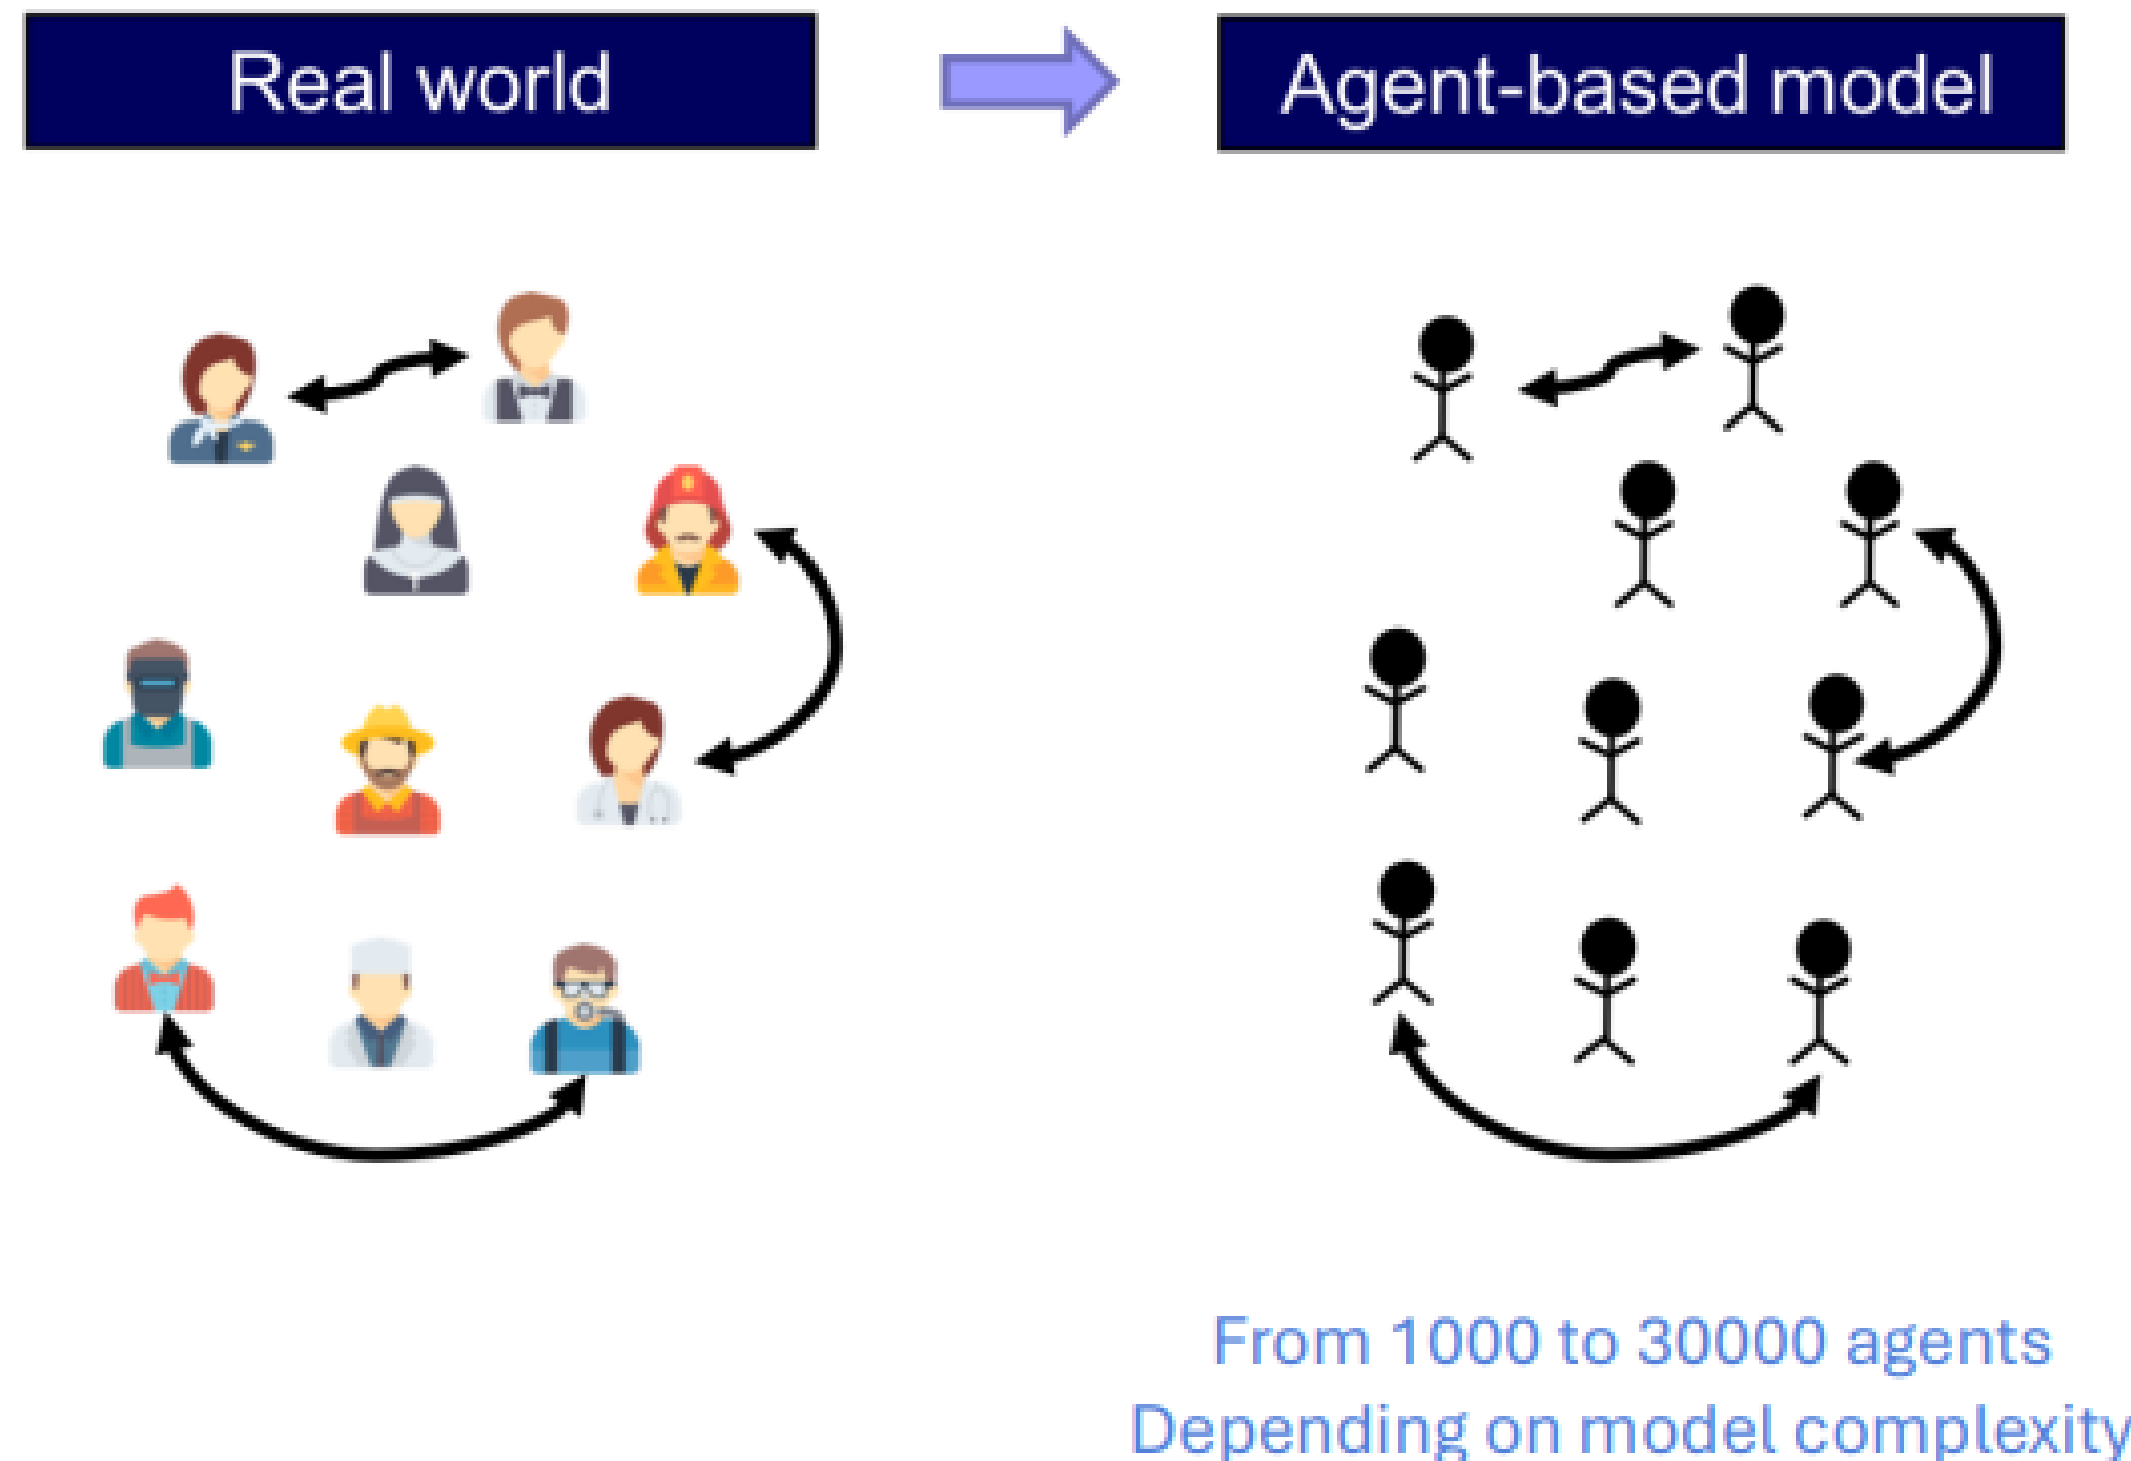 Real world
Agent-based model
From 1000 to 30000 agents
Depending on model complexity